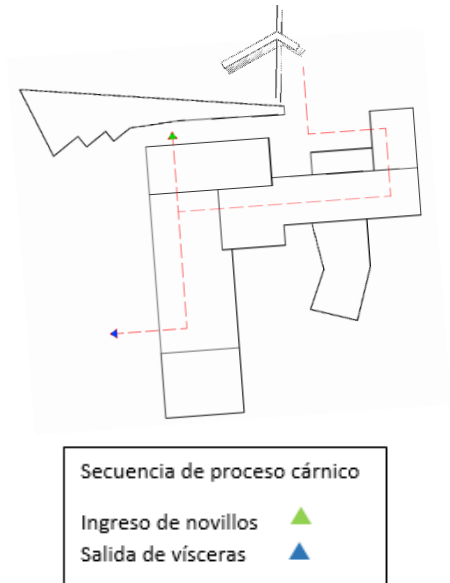 Secuencia de proceso cárnico
Ingreso de novillos
Salida de vísceras